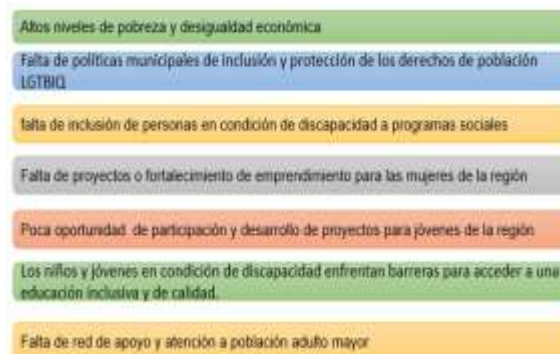 Altos niveles de pobreza y desigualdad económica
Falta de políticas municipales de inclusión y protección de los derechos de población
LGTBIQ
falta de inclusión de personas en condición de discapacidad a programas sociales
Falta de proyectos o fortalecimiento de emprendimiento para las mujeres de la región
Poca oportunidad de participación y desarrollo de proyectos para jóvenes de la región
Los niños y jóvenes en condición de discapacidad enfrentan barreras para acceder a una
educación inclusiva y de calidad.
Falta de red de apoyo y atención a población adulto mayor